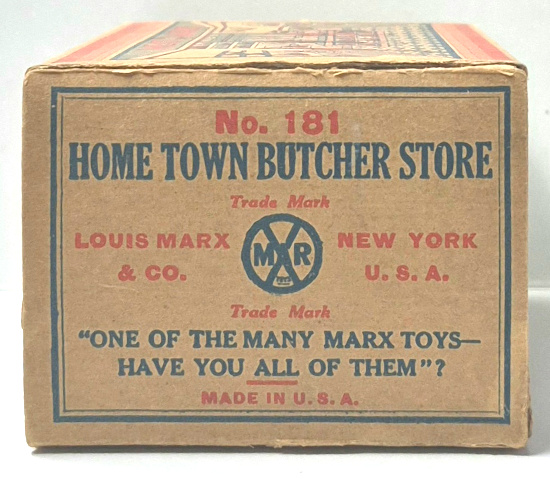 No. 181
HOME TOWN BUTCHER STORE
Trade Mark
LOUIS MARX
& CO.
MXR
NEW YORK
U. S. A.
Trade Mark
"ONE OF THE MANY MARX TOYS—
HAVE YOU ALL OF THEM"?
MADE IN U. S. A.